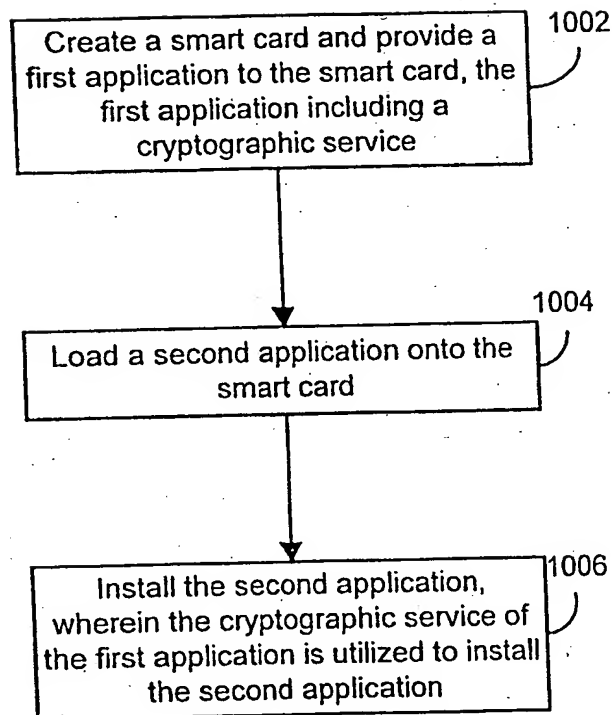 Create a smart card and provide a
first application to the smart card, the
first application including a
cryptographic service
1002
Load a second application onto the
smart card
1004
Install the second application,
wherein the cryptographic service of
the first application is utilized to install
the second application
1006